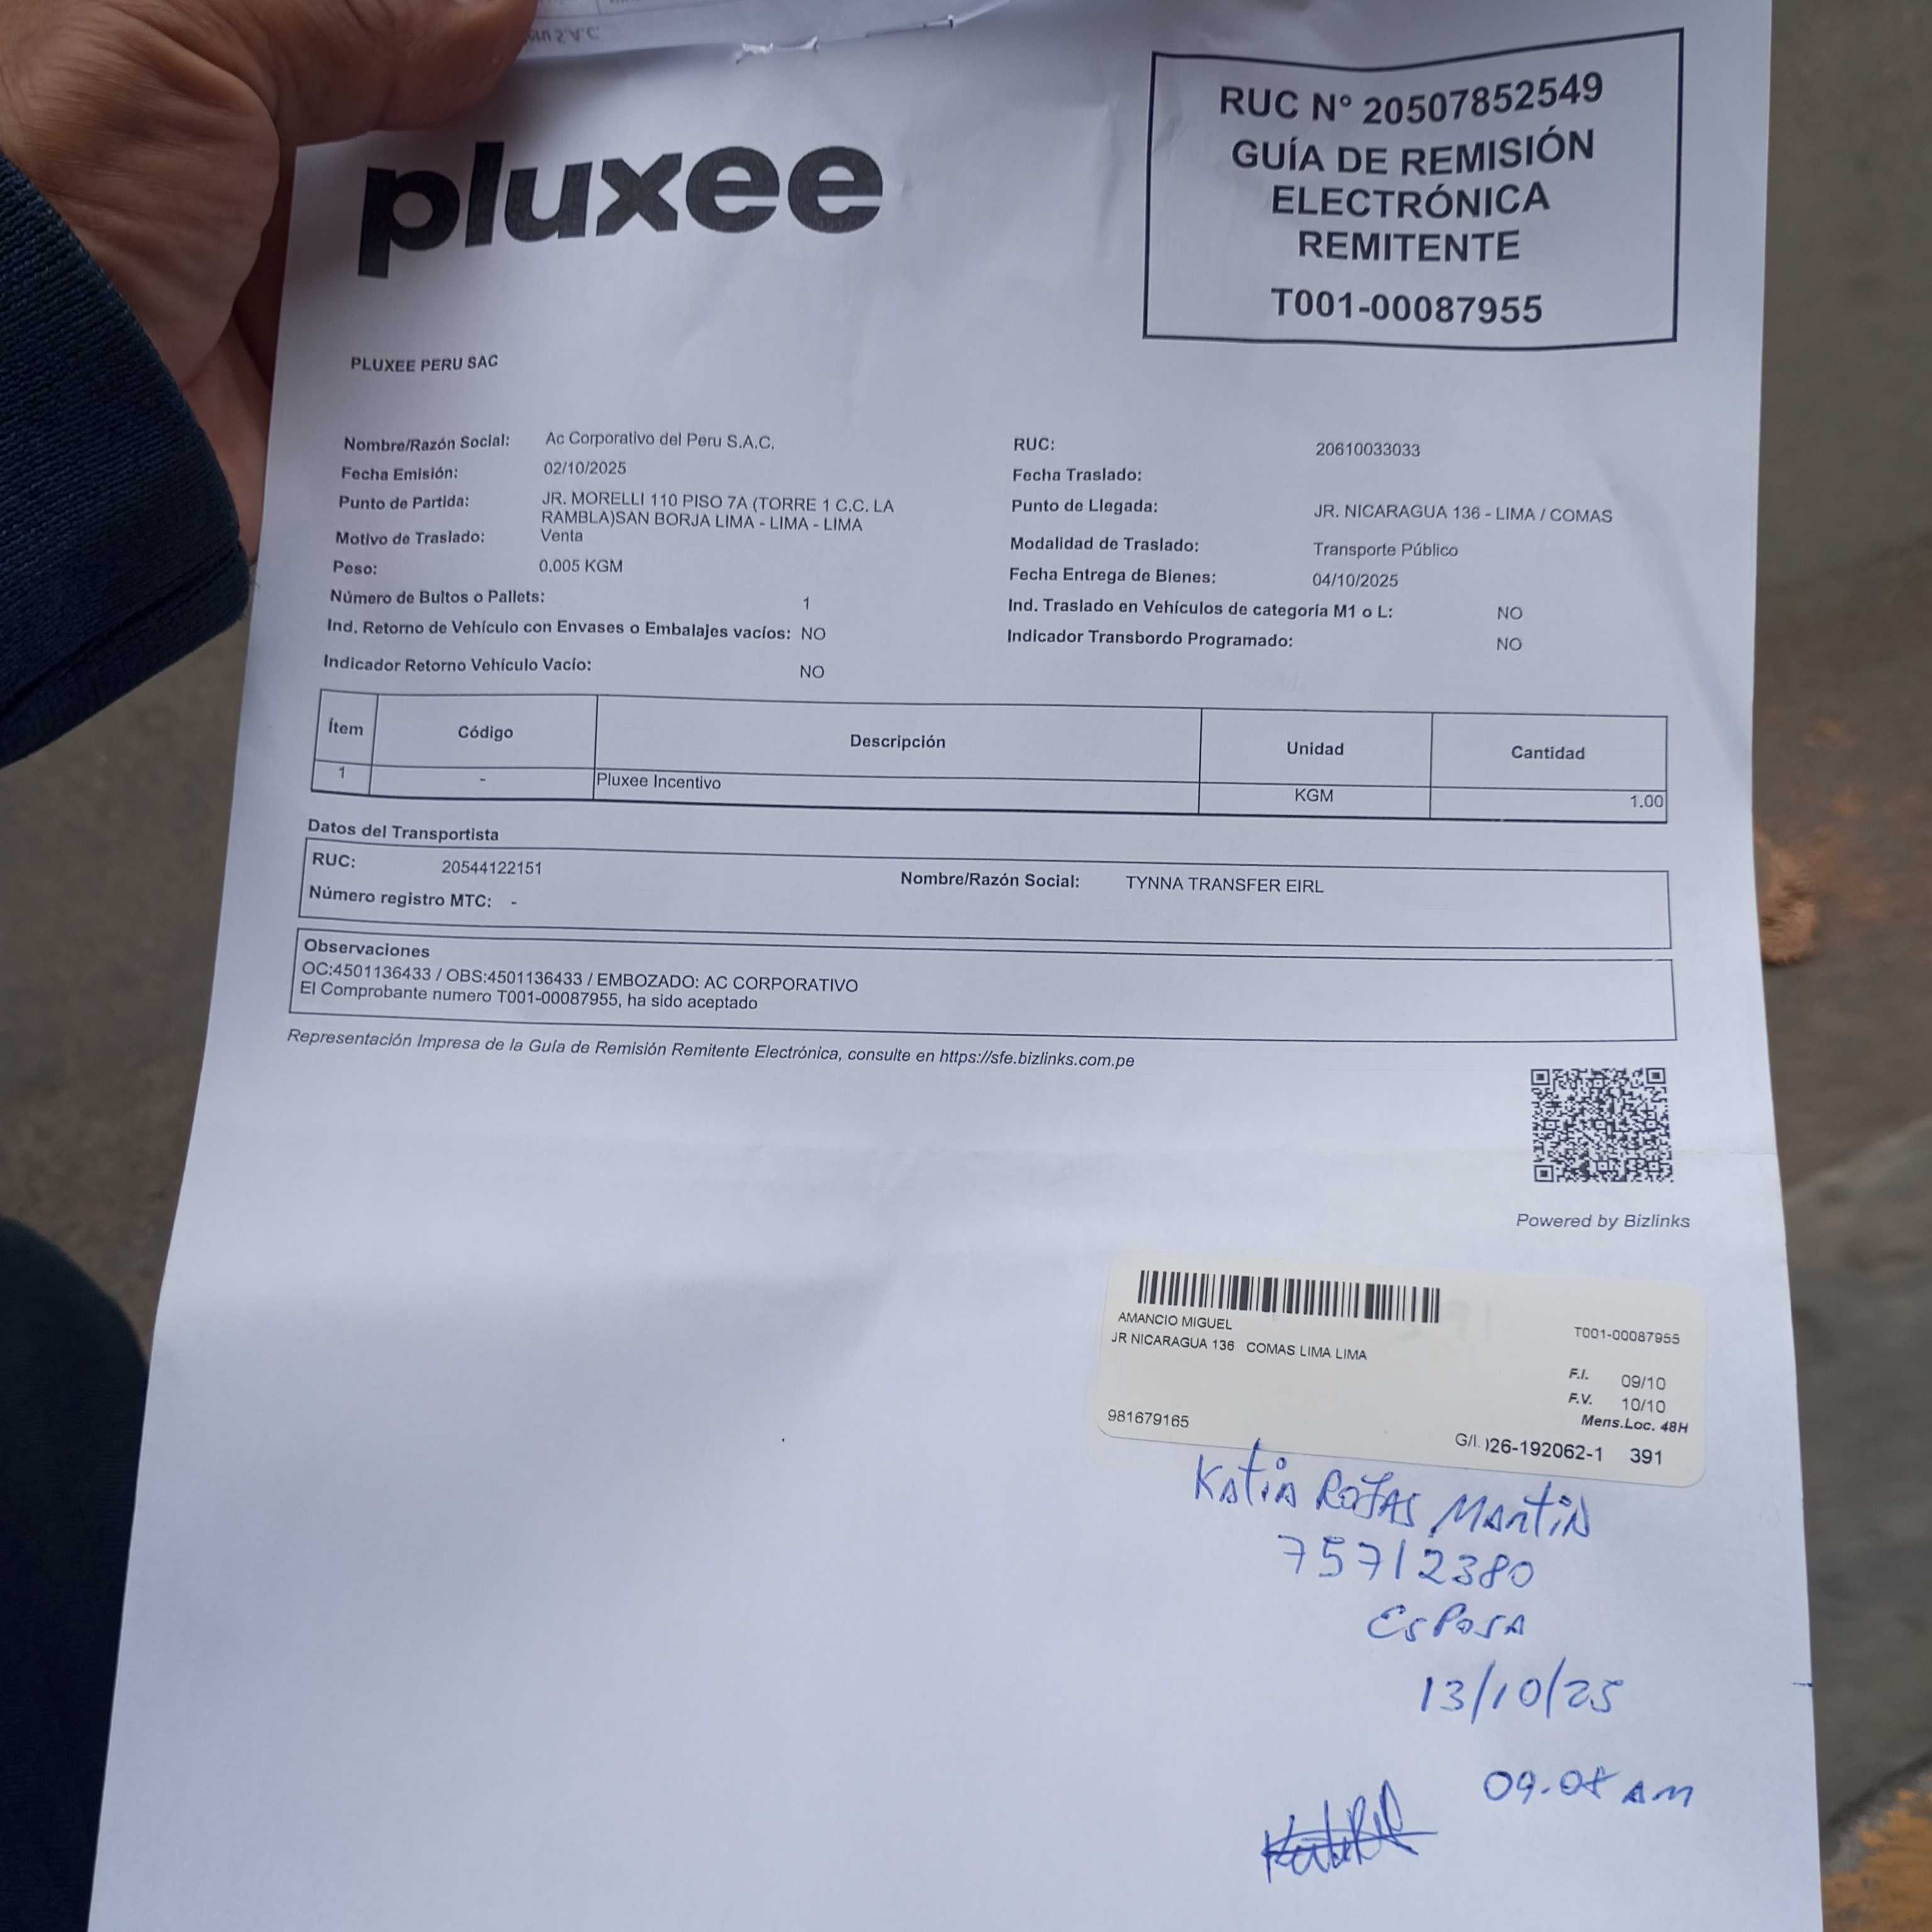 pluxee
RUC N° 20507852549
GUÍA DE REMISIÓN
ELECTRÓNICA
REMITENTE
T001-00087955
PLUXEE PERU SAC
Nombre/Razón Social: Ac Corporativo del Peru S.A.C.
Fecha Emisión: 02/10/2025
Punto de Partida: JR. MORELLI 110 PISO 7A (TORRE 1 C.C. LA
RAMBLA)SAN BORJA LIMA - LIMA - LIMA
Motivo de Traslado: Venta
Peso: 0.005 KGM
Número de Bultos o Pallets: 1
Ind. Retorno de Vehículo con Envases o Embalajes vacíos: NO
Indicador Retorno Vehículo Vacío: NO
RUC: 20610033033
Fecha Traslado:
Punto de Llegada: JR. NICARAGUA 136 - LIMA / COMAS
Modalidad de Traslado: Transporte Público
Fecha Entrega de Bienes: 04/10/2025
Ind. Traslado en Vehículos de categoría M1 o L: NO
Indicador Transbordo Programado: NO
Ítem Código Descripción Unidad Cantidad
1 - Pluxee Incentivo KGM 1.00
Datos del Transportista
RUC: 20544122151 Nombre/Razón Social: TYNNA TRANSFER EIRL
Número registro MTC: -
Observaciones
OC:4501136433 / OBS:4501136433 / EMBOZADO: AC CORPORATIVO
El Comprobante numero T001-00087955, ha sido aceptado
Representación Impresa de la Guía de Remisión Remitente Electrónica, consulte en https://sfe.bizlinks.com.pe
Powered by Bizlinks
AMANCIO MIGUEL T001-00087955
JR NICARAGUA 136 COMAS LIMA LIMA
F.I. 09/10
F.V. 10/10
Mens.Loc. 48H
981679165 G/I. 26-192062-1 391
Katia Rojas Martin
75712380
Esposa
13/10/25
AM